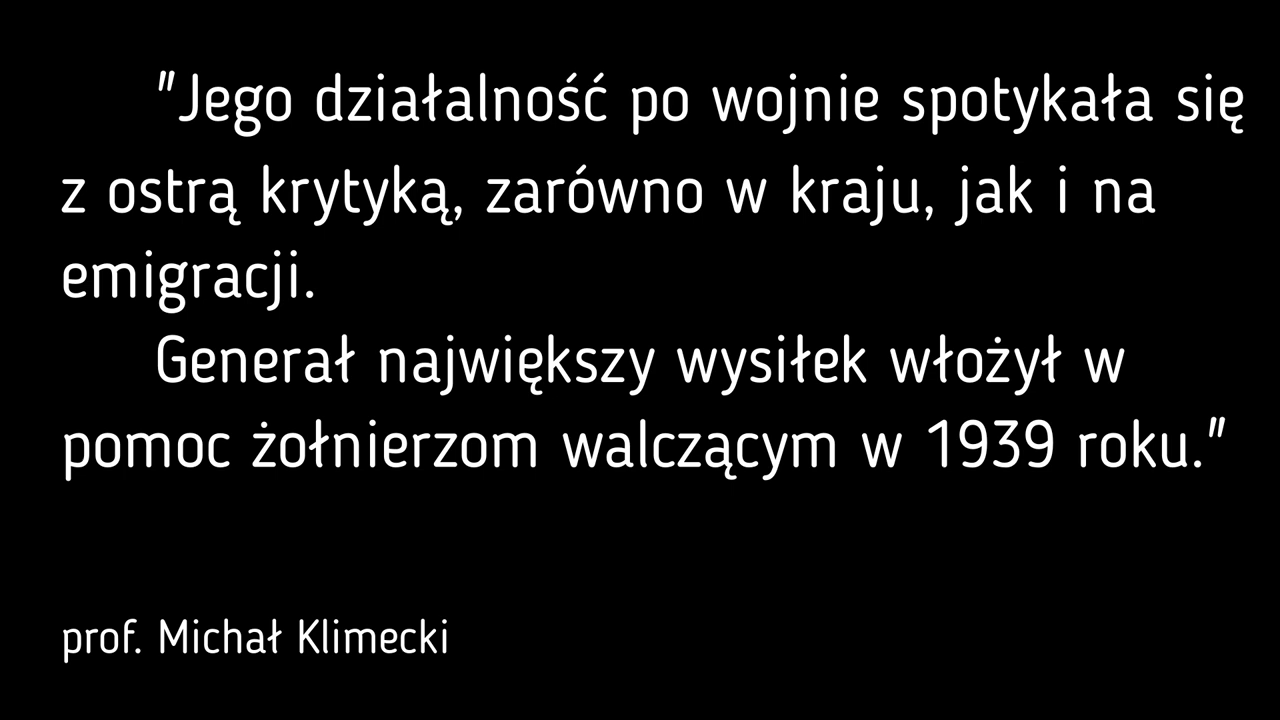 "Jego działalność po wojnie spotykała się
z ostrą krytyką, zarówno w kraju, jak i na
emigracji.
Generał największy wysiłek włożył w
pomoc żołnierzom walczącym w 1939 roku."
prof. Michał Klimecki